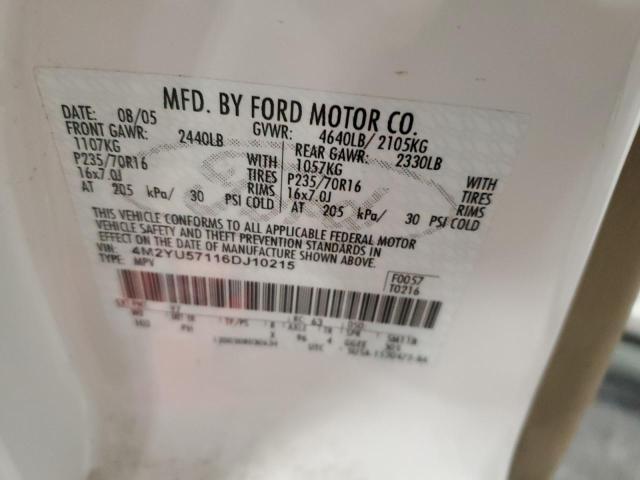 MFD. BY FORD MOTOR CO.
DATE: 08/05 GVWR: 4640LB/ 2105KG
FRONT GAWR: 2440LB REAR GAWR: 2330LB
1107KG WITH 1057KG WITH
P235/70R16 TIRES P235/70R16 TIRES
16x7.0J RIMS 16x7.0J RIMS
AT 205 kPa/ 30 PSI COLD AT 205 kPa/ 30 PSI COLD
THIS VEHICLE CONFORMS TO ALL APPLICABLE FEDERAL MOTOR
VEHICLE SAFETY AND THEFT PREVENTION STANDARDS IN
EFFECT ON THE DATE OF MANUFACTURE SHOWN ABOVE.
VIN: 4M2YU57116DJ10215
TYPE: MPV
F0057
T0216
Ford